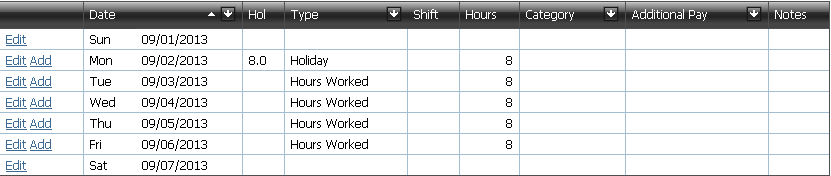 Date Hol Type Shift Hours Category Additional Pay Notes
Edit Sun 09/01/2013
Edit Add Mon 09/02/2013 8.0 Holiday 8
Edit Add Tue 09/03/2013 Hours Worked 8
Edit Add Wed 09/04/2013 Hours Worked 8
Edit Add Thu 09/05/2013 Hours Worked 8
Edit Add Fri 09/06/2013 Hours Worked 8
Edit Sat 09/07/2013